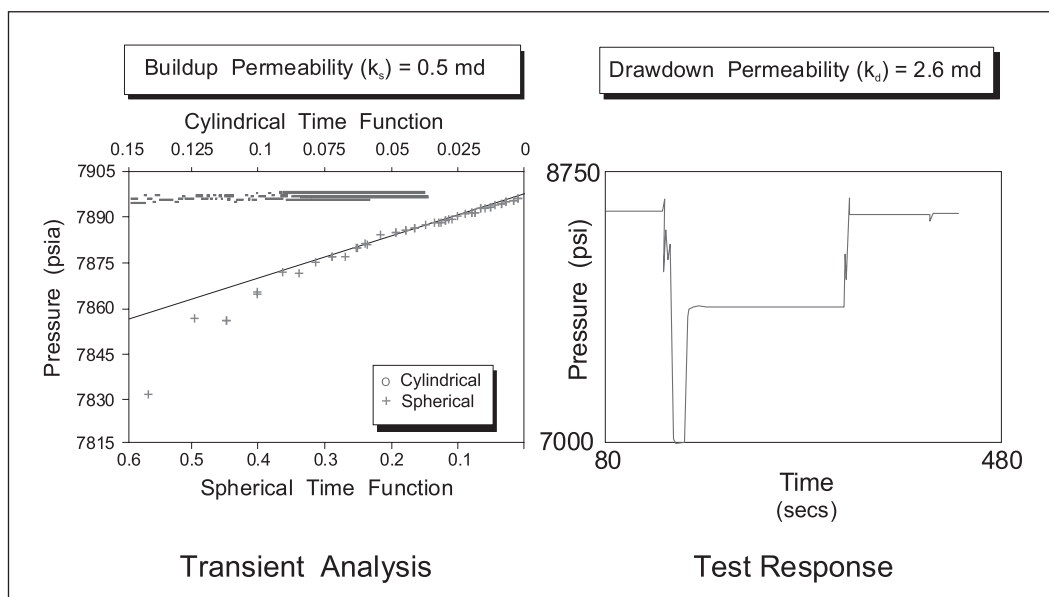 Buildup Permeability (ks) = 0.5 md
Cylindrical Time Function
0.15 0.125 0.1 0.075 0.05 0.025 0
7905
7890
7875
7860
7845
7830
7815
Pressure (psia)
o Cylindrical
+ Spherical
0.6 0.5 0.4 0.3 0.2 0.1
Spherical Time Function
Transient Analysis
Drawdown Permeability (kd) = 2.6 md
8750
Pressure (psi)
7000
80 480
Time
(secs)
Test Response